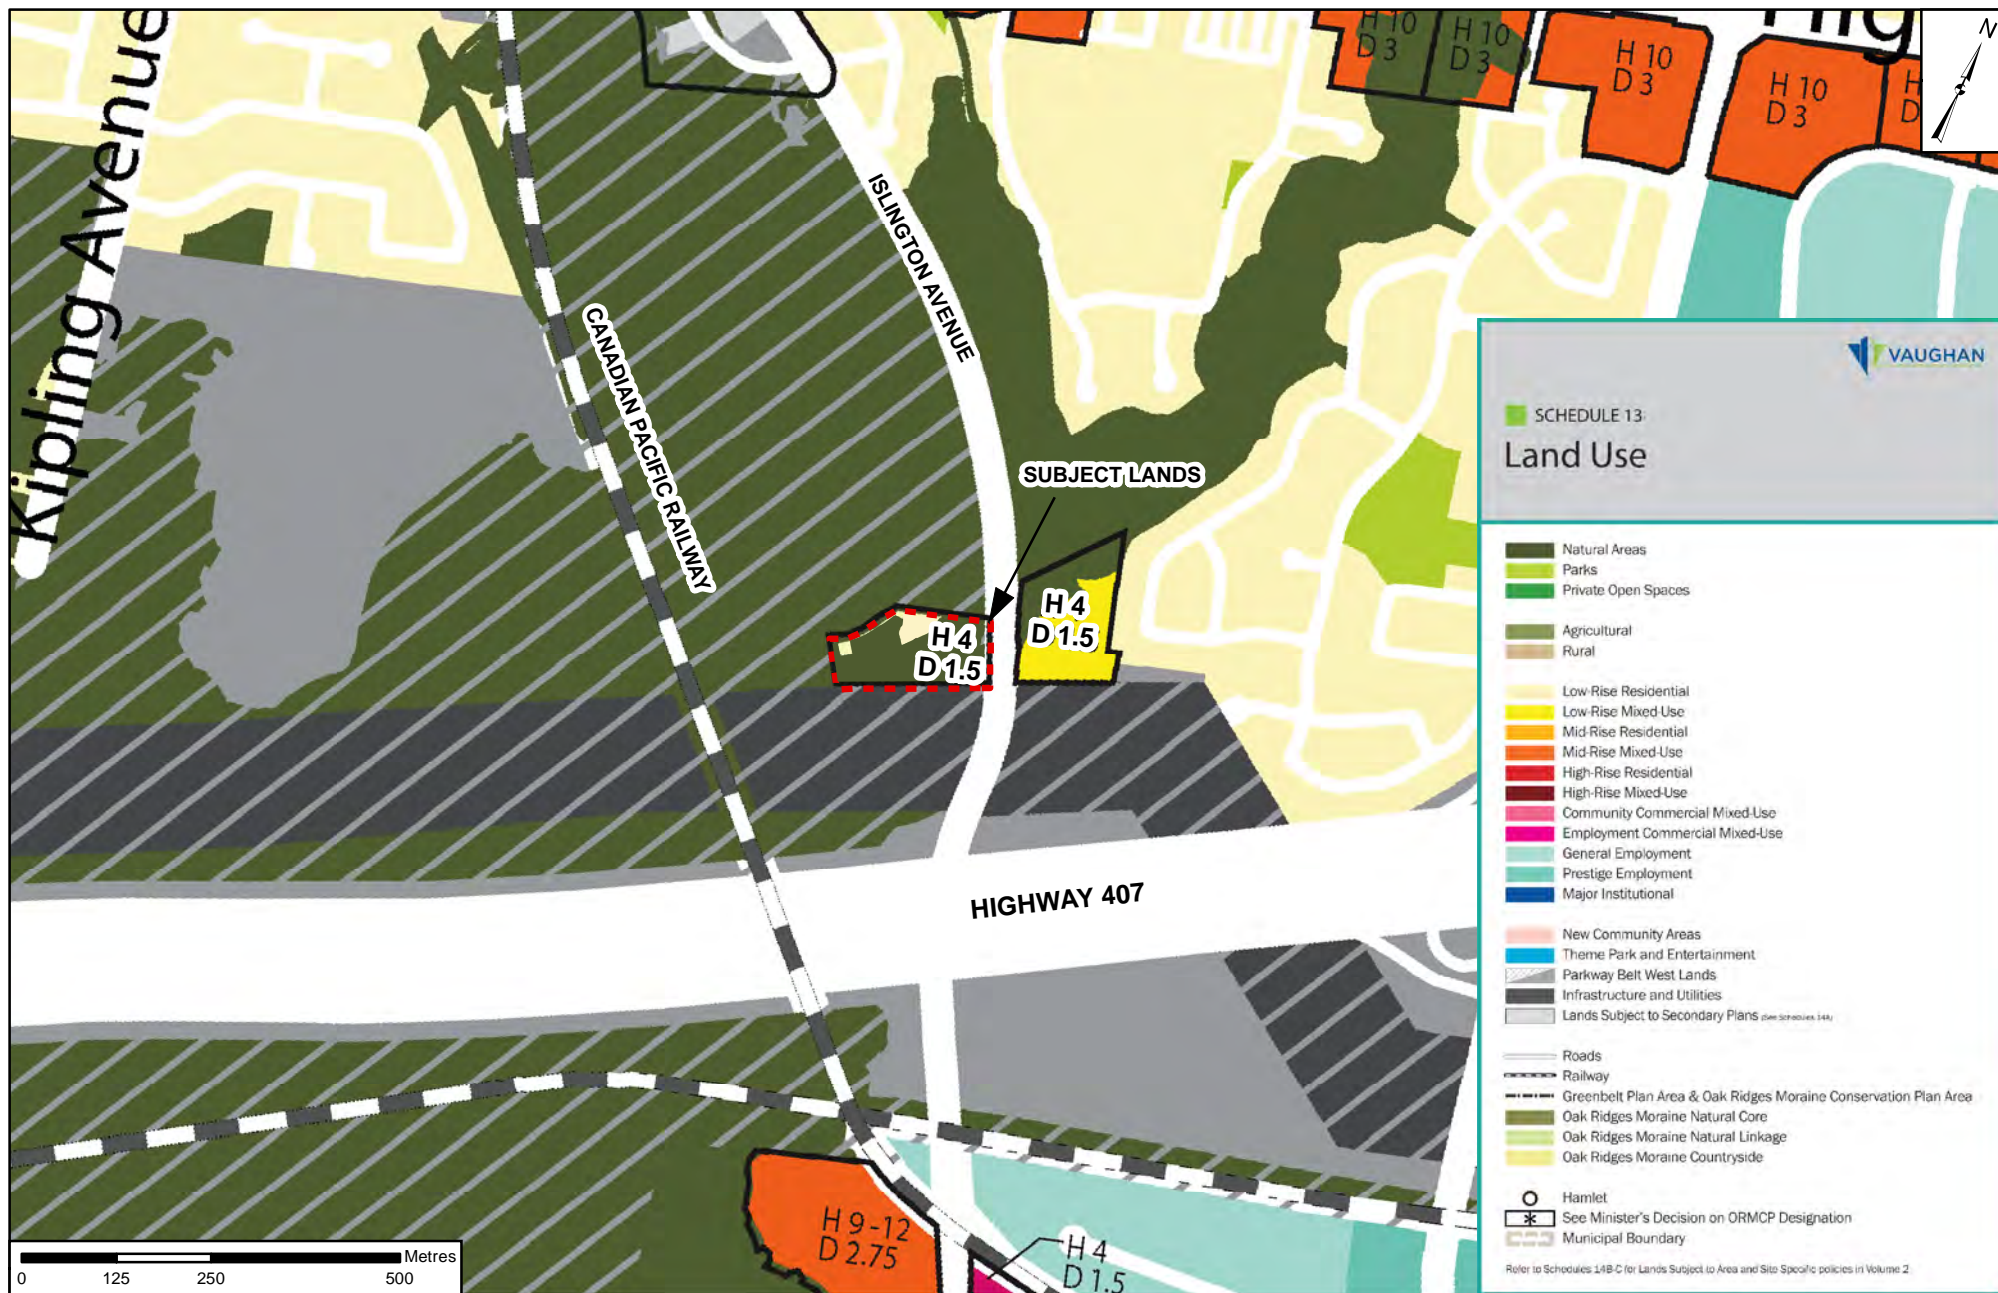 Kipling Avenue
H 10
D 3
H 10
D 3
H 10
D 3
H 10
D 3
H
D
Hig
N
ISLINGTON AVENUE
CANADIAN PACIFIC RAILWAY
SUBJECT LANDS
H 4
D 1.5
H 4
D 1.5
HIGHWAY 407
H 9-12
D 2.75
H 4
D 1.5
Metres
0 125 250 500
VAUGHAN
SCHEDULE 13
Land Use
Natural Areas
Parks
Private Open Spaces
Agricultural
Rural
Low-Rise Residential
Low-Rise Mixed-Use
Mid-Rise Residential
Mid-Rise Mixed-Use
High-Rise Residential
High-Rise Mixed-Use
Community Commercial Mixed-Use
Employment Commercial Mixed-Use
General Employment
Prestige Employment
Major Institutional
New Community Areas
Theme Park and Entertainment
Parkway Belt West Lands
Infrastructure and Utilities
Lands Subject to Secondary Plans (See Schedules 14A)
Roads
Railway
Greenbelt Plan Area & Oak Ridges Moraine Conservation Plan Area
Oak Ridges Moraine Natural Core
Oak Ridges Moraine Natural Linkage
Oak Ridges Moraine Countryside
Hamlet
See Minister's Decision on ORMCP Designation
Municipal Boundary
Refer to Schedules 14B-C for Lands Subject to Area and Site Specific policies in Volume 2